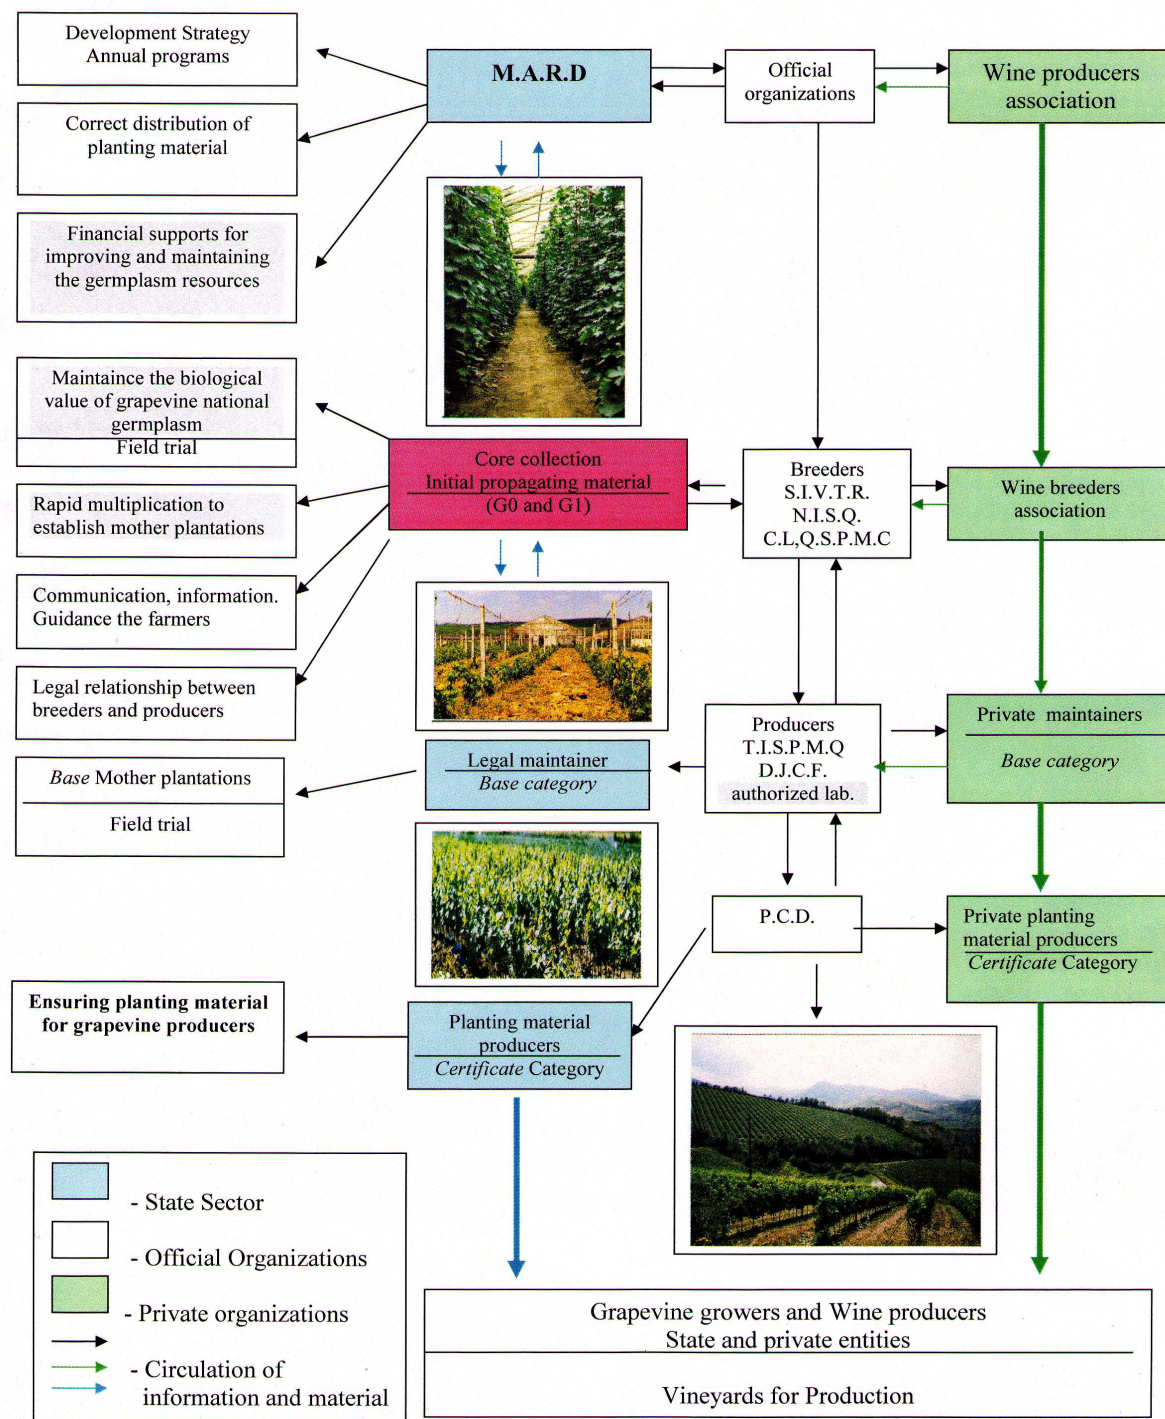 Development Strategy
Annual programs
M.A.R.D
Official
organizations
Wine producers
association
Correct distribution of
planting material
Financial supports for
improving and maintaining
the germplasm resources
Maintaince the biological
value of grapevine national
germplasm
Field trial
Core collection
Initial propagating material
(G0 and G1)
Breeders
S.I.V.T.R.
N.I.S.Q.
C.L,Q.S.P.M.C
Wine breeders
association
Rapid multiplication to
establish mother plantations
Communication, information.
Guidance the farmers
Legal relationship between
breeders and producers
Producers
T.I.S.P.M.Q
D.J.C.F.
authorized lab.
Private maintainers
Base category
Legal maintainer
Base category
Base Mother plantations
Field trial
P.C.D.
Private planting
material producers
Certificate Category
Ensuring planting material
for grapevine producers
Planting material
producers
Certificate Category
- State Sector
- Official Organizations
- Private organizations
- Circulation of
information and material
Grapevine growers and Wine producers
State and private entities
Vineyards for Production